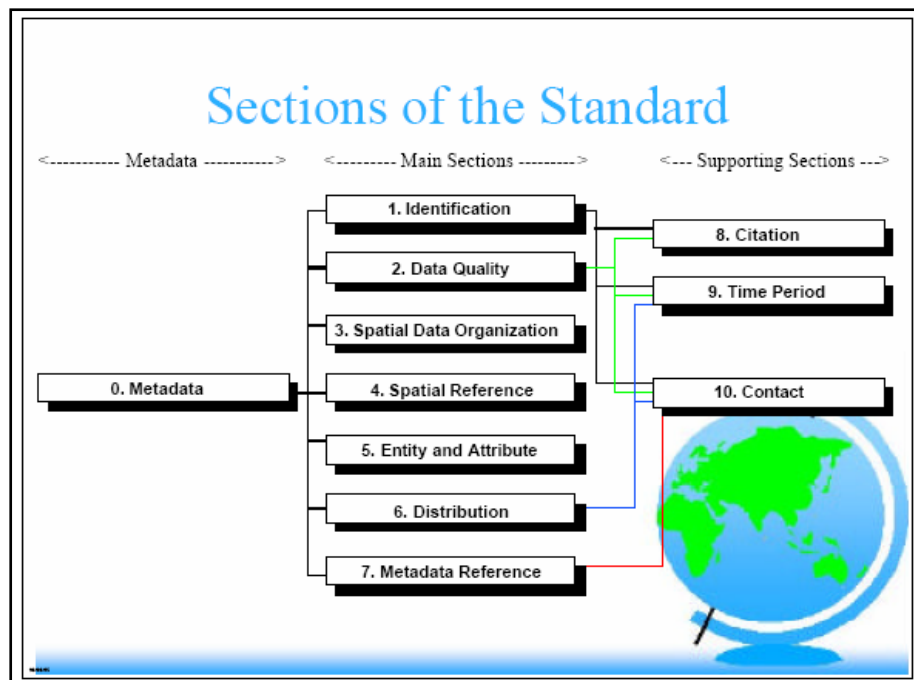 Sections of the Standard
<----------- Metadata ----------->
<--------- Main Sections --------->
<--- Supporting Sections --->
1. Identification
2. Data Quality
3. Spatial Data Organization
0. Metadata
4. Spatial Reference
5. Entity and Attribute
6. Distribution
7. Metadata Reference
8. Citation
9. Time Period
10. Contact